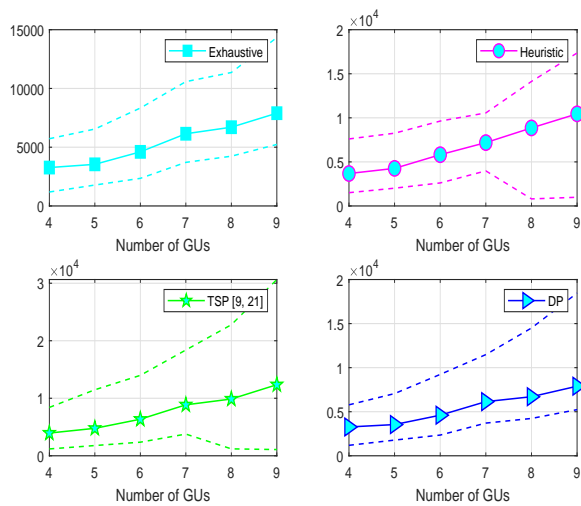 15000
10000
5000
0
Exhaustive
4 5 6 7 8 9
Number of GUs
×10^4
2
1.5
1
0.5
0
Heuristic
4 5 6 7 8 9
Number of GUs
×10^4
3
2
1
0
TSP [9, 21]
4 5 6 7 8 9
Number of GUs
×10^4
2
1.5
1
0.5
0
DP
4 5 6 7 8 9
Number of GUs